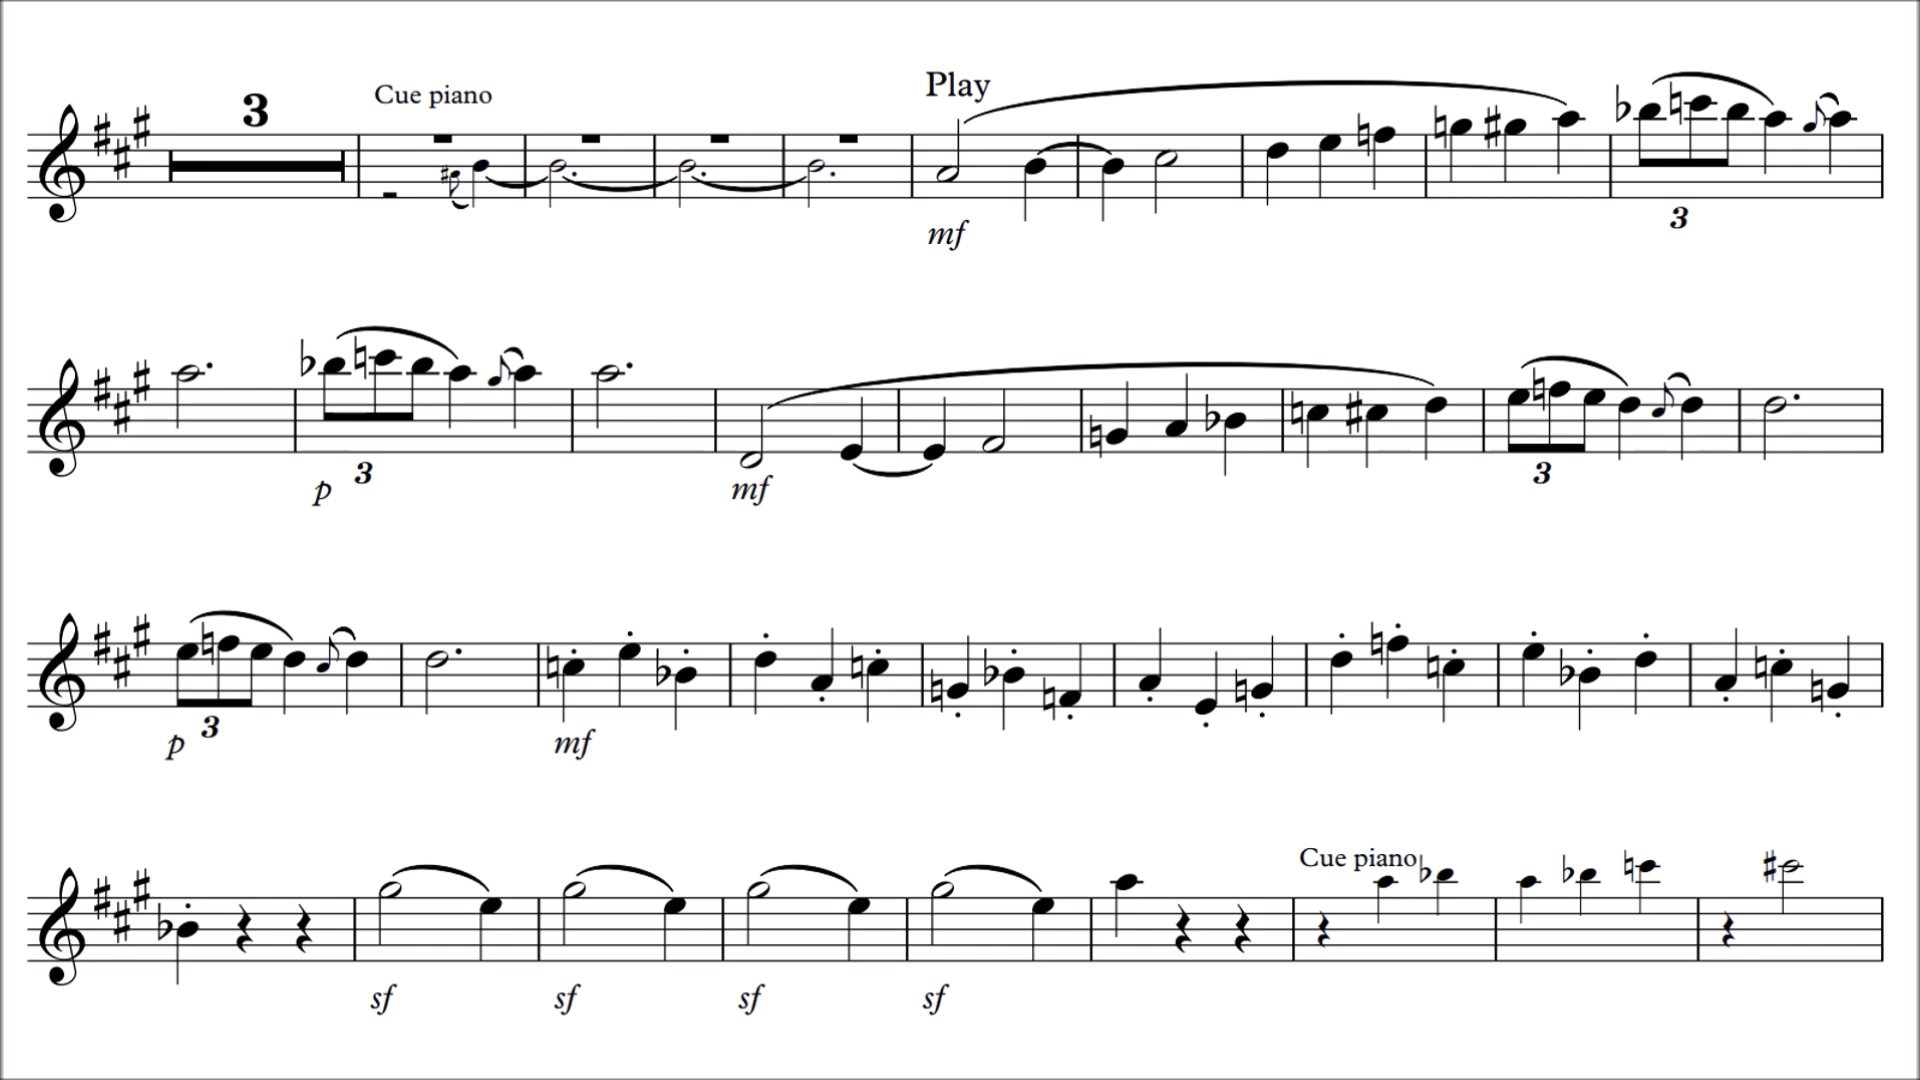 Play
3 Cue piano
mf 3
p 3 mf 3
p 3 mf
Cue piano
sf sf sf sf